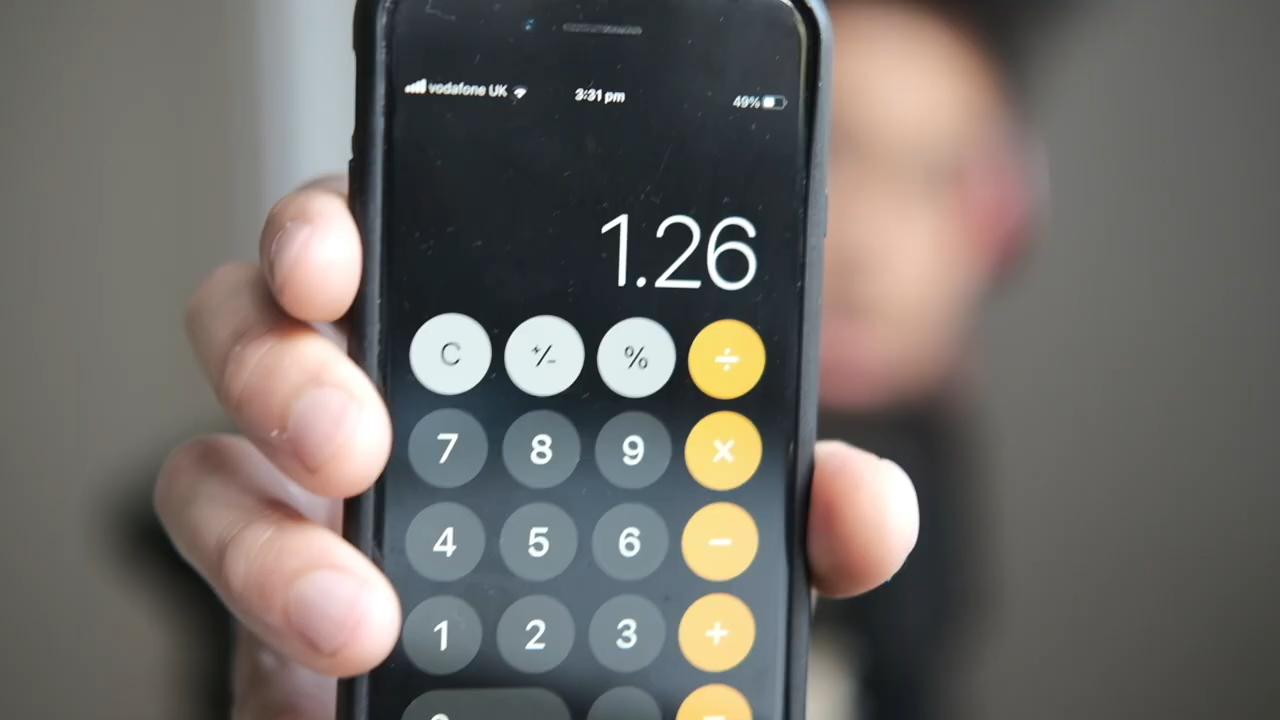 vodafone UK 3:31 pm 49%
1.26
C +/- % ÷
7 8 9 ×
4 5 6 −
1 2 3 +